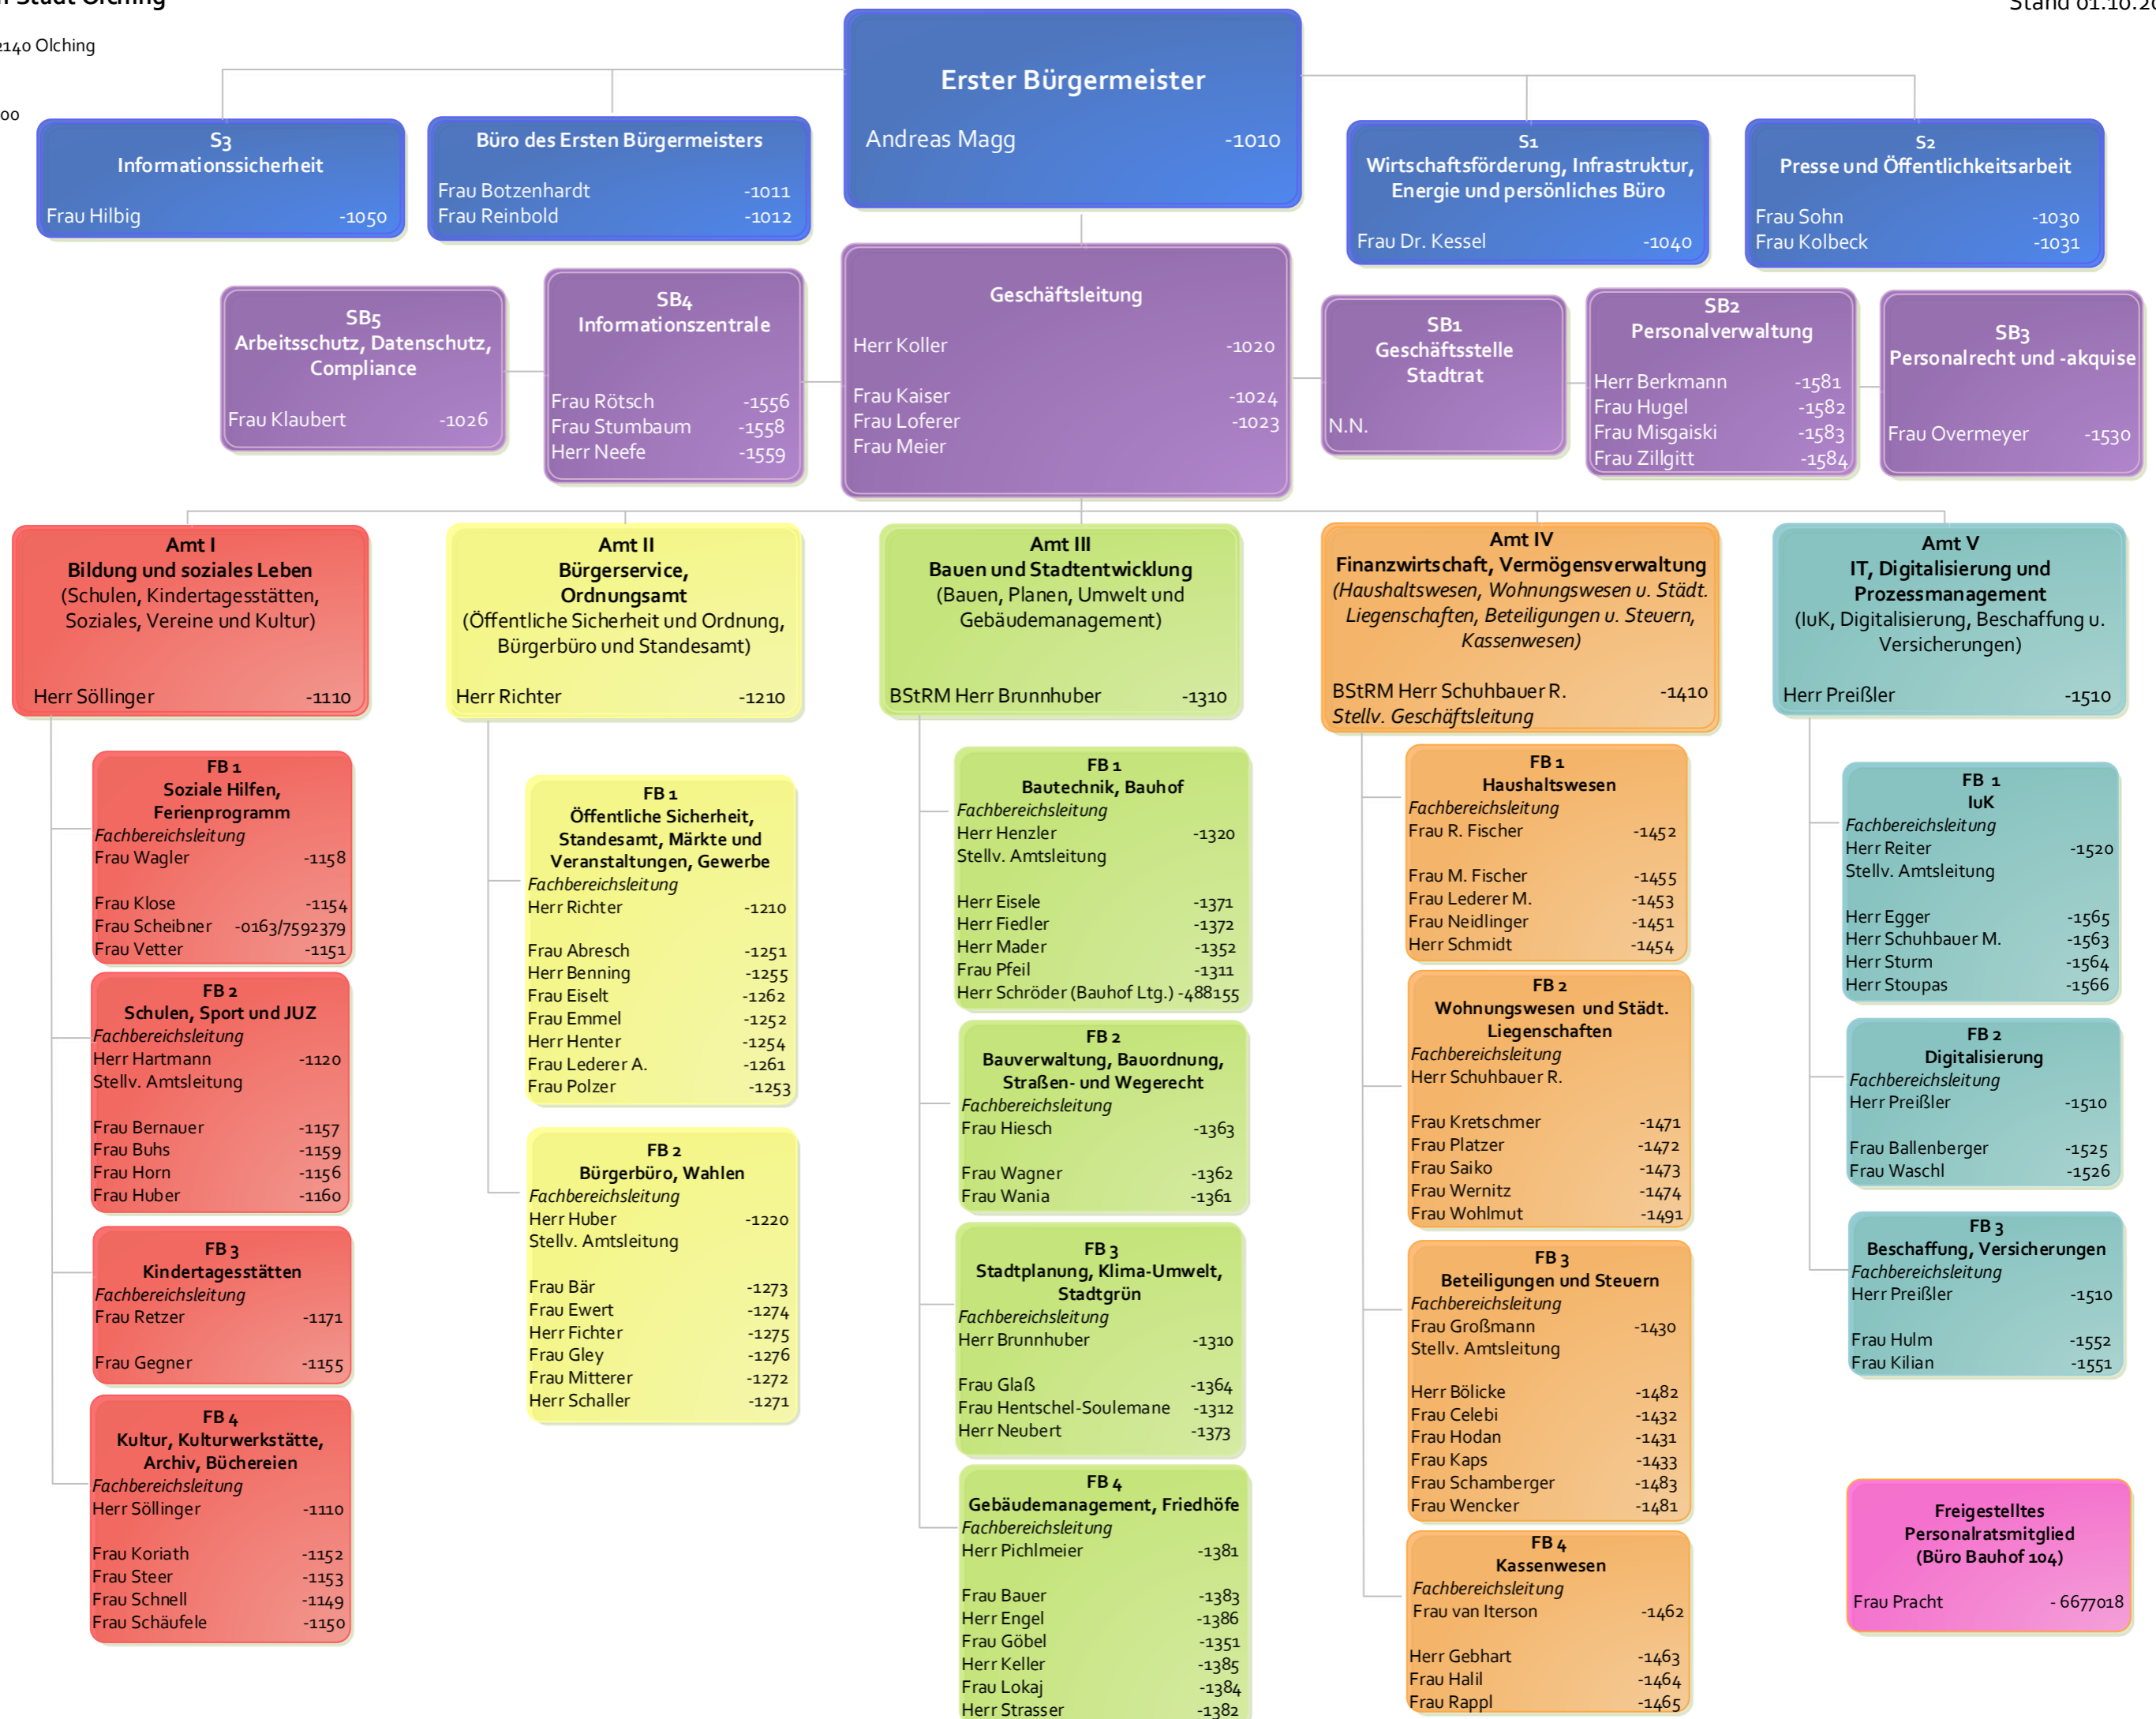 Stadt Olching
Stand 01.10.20
2140 Olching
00
Erster Bürgermeister
Andreas Magg -1010
S3
Informationssicherheit
Frau Hilbig -1050
Büro des Ersten Bürgermeisters
Frau Botzenhardt -1011
Frau Reinbold -1012
S1
Wirtschaftsförderung, Infrastruktur,
Energie und persönliches Büro
Frau Dr. Kessel -1040
S2
Presse und Öffentlichkeitsarbeit
Frau Sohn -1030
Frau Kolbeck -1031
SB5
Arbeitsschutz, Datenschutz,
Compliance
Frau Klaubert -1026
SB4
Informationszentrale
Frau Rötsch -1556
Frau Stumbaum -1558
Herr Neefe -1559
Geschäftsleitung
Herr Koller -1020
Frau Kaiser -1024
Frau Loferer -1023
Frau Meier
SB1
Geschäftsstelle
Stadtrat
N.N.
SB2
Personalverwaltung
Herr Berkmann -1581
Frau Hugel -1582
Frau Misgaiski -1583
Frau Zillgitt -1584
SB3
Personalrecht und -akquise
Frau Overmeyer -1530
Amt I
Bildung und soziales Leben
(Schulen, Kindertagesstätten,
Soziales, Vereine und Kultur)
Herr Söllinger -1110
FB 1
Soziale Hilfen,
Ferienprogramm
Fachbereichsleitung
Frau Wagler -1158
Frau Klose -1154
Frau Scheibner -0163/7592379
Frau Vetter -1151
FB 2
Schulen, Sport und JUZ
Fachbereichsleitung
Herr Hartmann -1120
Stellv. Amtsleitung
Frau Bernauer -1157
Frau Buhs -1159
Frau Horn -1156
Frau Huber -1160
FB 3
Kindertagesstätten
Fachbereichsleitung
Frau Retzer -1171
Frau Gegner -1155
FB 4
Kultur, Kulturwerkstätte,
Archiv, Büchereien
Fachbereichsleitung
Herr Söllinger -1110
Frau Koriath -1152
Frau Steer -1153
Frau Schnell -1149
Frau Schäufele -1150
Amt II
Bürgerservice,
Ordnungsamt
(Öffentliche Sicherheit und Ordnung,
Bürgerbüro und Standesamt)
Herr Richter -1210
FB 1
Öffentliche Sicherheit,
Standesamt, Märkte und
Veranstaltungen, Gewerbe
Fachbereichsleitung
Herr Richter -1210
Frau Abresch -1251
Herr Benning -1255
Frau Eiselt -1262
Frau Emmel -1252
Herr Henter -1254
Frau Lederer A. -1261
Frau Polzer -1253
FB 2
Bürgerbüro, Wahlen
Fachbereichsleitung
Herr Huber -1220
Stellv. Amtsleitung
Frau Bär -1273
Frau Ewert -1274
Herr Fichter -1275
Frau Gley -1276
Frau Mitterer -1272
Herr Schaller -1271
Amt III
Bauen und Stadtentwicklung
(Bauen, Planen, Umwelt und
Gebäudemanagement)
BStRM Herr Brunnhuber -1310
FB 1
Bautechnik, Bauhof
Fachbereichsleitung
Herr Henzler -1320
Stellv. Amtsleitung
Herr Eisele -1371
Herr Fiedler -1372
Herr Mader -1352
Frau Pfeil -1311
Herr Schröder (Bauhof Ltg.) -488155
FB 2
Bauverwaltung, Bauordnung,
Straßen- und Wegerecht
Fachbereichsleitung
Frau Hiesch -1363
Frau Wagner -1362
Frau Wania -1361
FB 3
Stadtplanung, Klima-Umwelt,
Stadtgrün
Fachbereichsleitung
Herr Brunnhuber -1310
Frau Glaß -1364
Frau Hentschel-Soulemane -1312
Herr Neubert -1373
FB 4
Gebäudemanagement, Friedhöfe
Fachbereichsleitung
Herr Pichlmeier -1381
Frau Bauer -1383
Herr Engel -1386
Frau Göbel -1351
Herr Keller -1385
Frau Lokaj -1384
Herr Strasser -1382
Amt IV
Finanzwirtschaft, Vermögensverwaltung
(Haushaltswesen, Wohnungswesen u. Städt.
Liegenschaften, Beteiligungen u. Steuern,
Kassenwesen)
BStRM Herr Schuhbauer R. -1410
Stellv. Geschäftsleitung
FB 1
Haushaltswesen
Fachbereichsleitung
Frau R. Fischer -1452
Frau M. Fischer -1455
Frau Lederer M. -1453
Frau Neidlinger -1451
Herr Schmidt -1454
FB 2
Wohnungswesen und Städt.
Liegenschaften
Fachbereichsleitung
Herr Schuhbauer R.
Frau Kretschmer -1471
Frau Platzer -1472
Frau Saiko -1473
Frau Wernitz -1474
Frau Wohlmut -1491
FB 3
Beteiligungen und Steuern
Fachbereichsleitung
Frau Großmann -1430
Stellv. Amtsleitung
Herr Bölicke -1482
Frau Celebi -1432
Frau Hodan -1431
Frau Kaps -1433
Frau Schamberger -1483
Frau Wencker -1481
FB 4
Kassenwesen
Fachbereichsleitung
Frau van Iterson -1462
Herr Gebhart -1463
Frau Halil -1464
Frau Rappl -1465
Amt V
IT, Digitalisierung und
Prozessmanagement
(IuK, Digitalisierung, Beschaffung u.
Versicherungen)
Herr Preißler -1510
FB 1
IuK
Fachbereichsleitung
Herr Reiter -1520
Stellv. Amtsleitung
Herr Egger -1565
Herr Schuhbauer M. -1563
Herr Sturm -1564
Herr Stoupas -1566
FB 2
Digitalisierung
Fachbereichsleitung
Herr Preißler -1510
Frau Ballenberger -1525
Frau Waschl -1526
FB 3
Beschaffung, Versicherungen
Fachbereichsleitung
Herr Preißler -1510
Frau Hulm -1552
Frau Kilian -1551
Freigestelltes
Personalratsmitglied
(Büro Bauhof 104)
Frau Pracht - 6677018